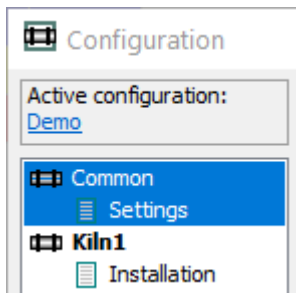 Configuration
Active configuration:
Demo
Common
Settings
Kiln1
Installation